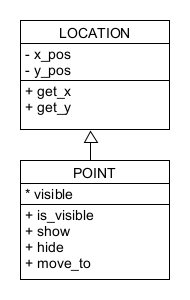 LOCATION
- x_pos
- y_pos
+ get_x
+ get_y
POINT
* visible
+ is_visible
+ show
+ hide
+ move_to